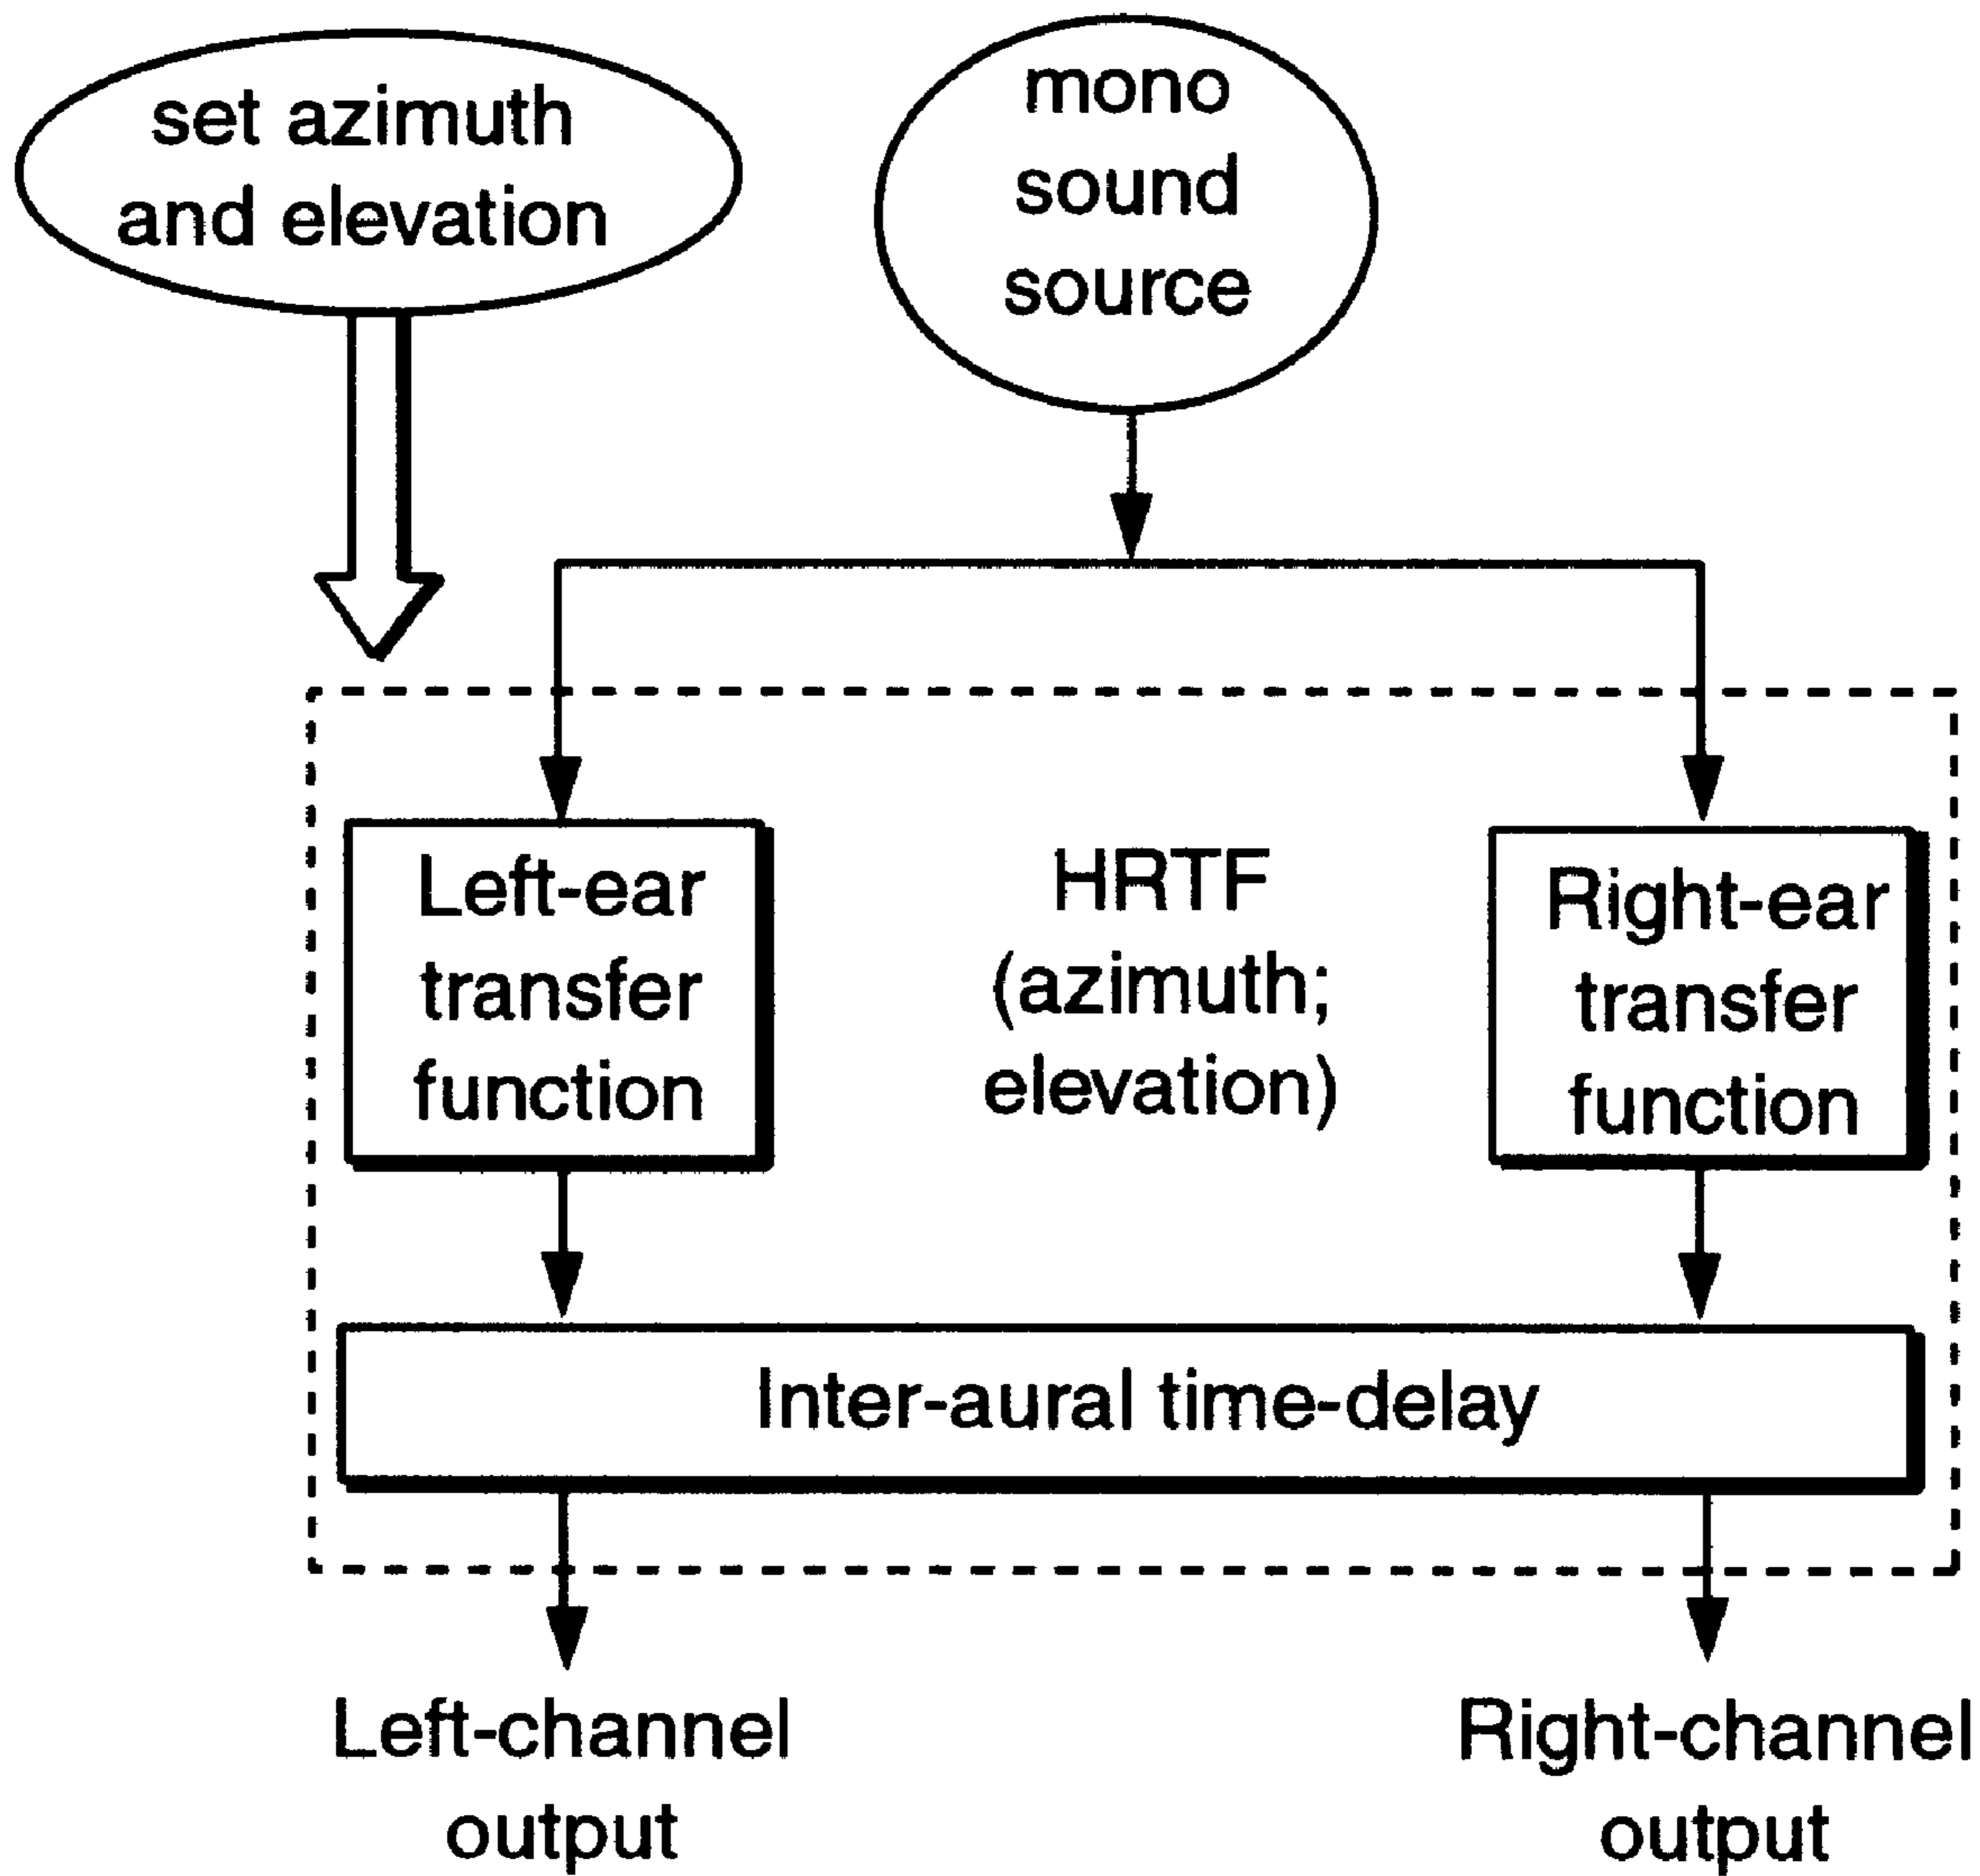 set azimuth
and elevation
mono
sound
source
Left-ear
transfer
function
HRTF
(azimuth;
elevation)
Right-ear
transfer
function
Inter-aural time-delay
Left-channel
output
Right-channel
output